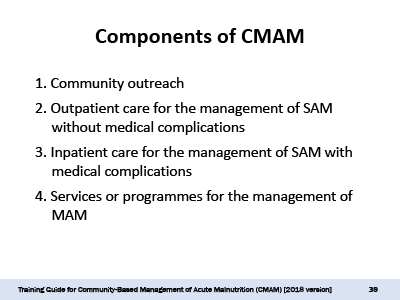 Components of CMAM
1. Community outreach
2. Outpatient care for the management of SAM
without medical complications
3. Inpatient care for the management of SAM with
medical complications
4. Services or programmes for the management of
MAM
Training Guide for Community-Based Management of Acute Malnutrition (CMAM) [2018 version] 39